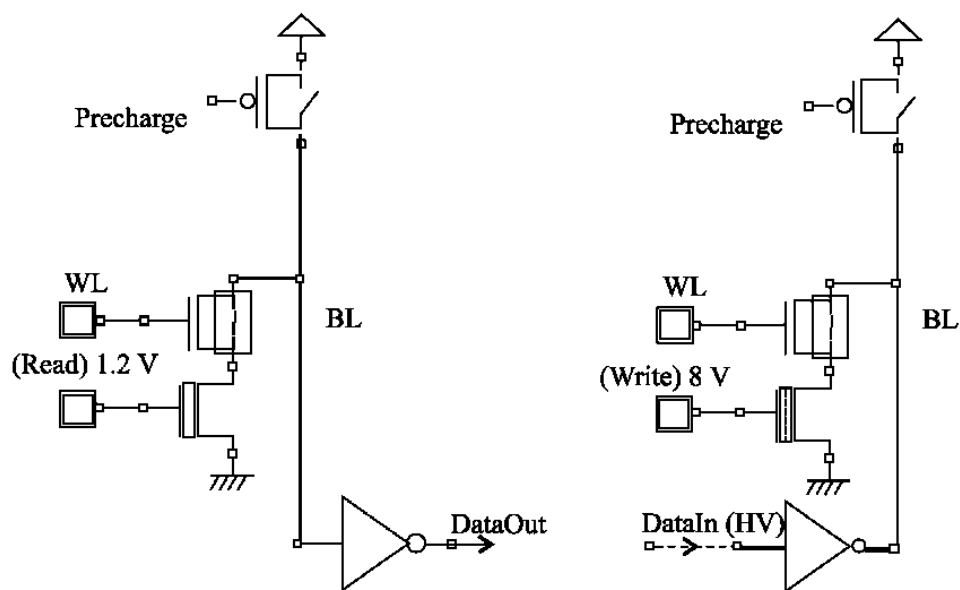 Precharge
WL
BL
(Read) 1.2 V
DataOut
Precharge
WL
BL
(Write) 8 V
DataIn (HV)